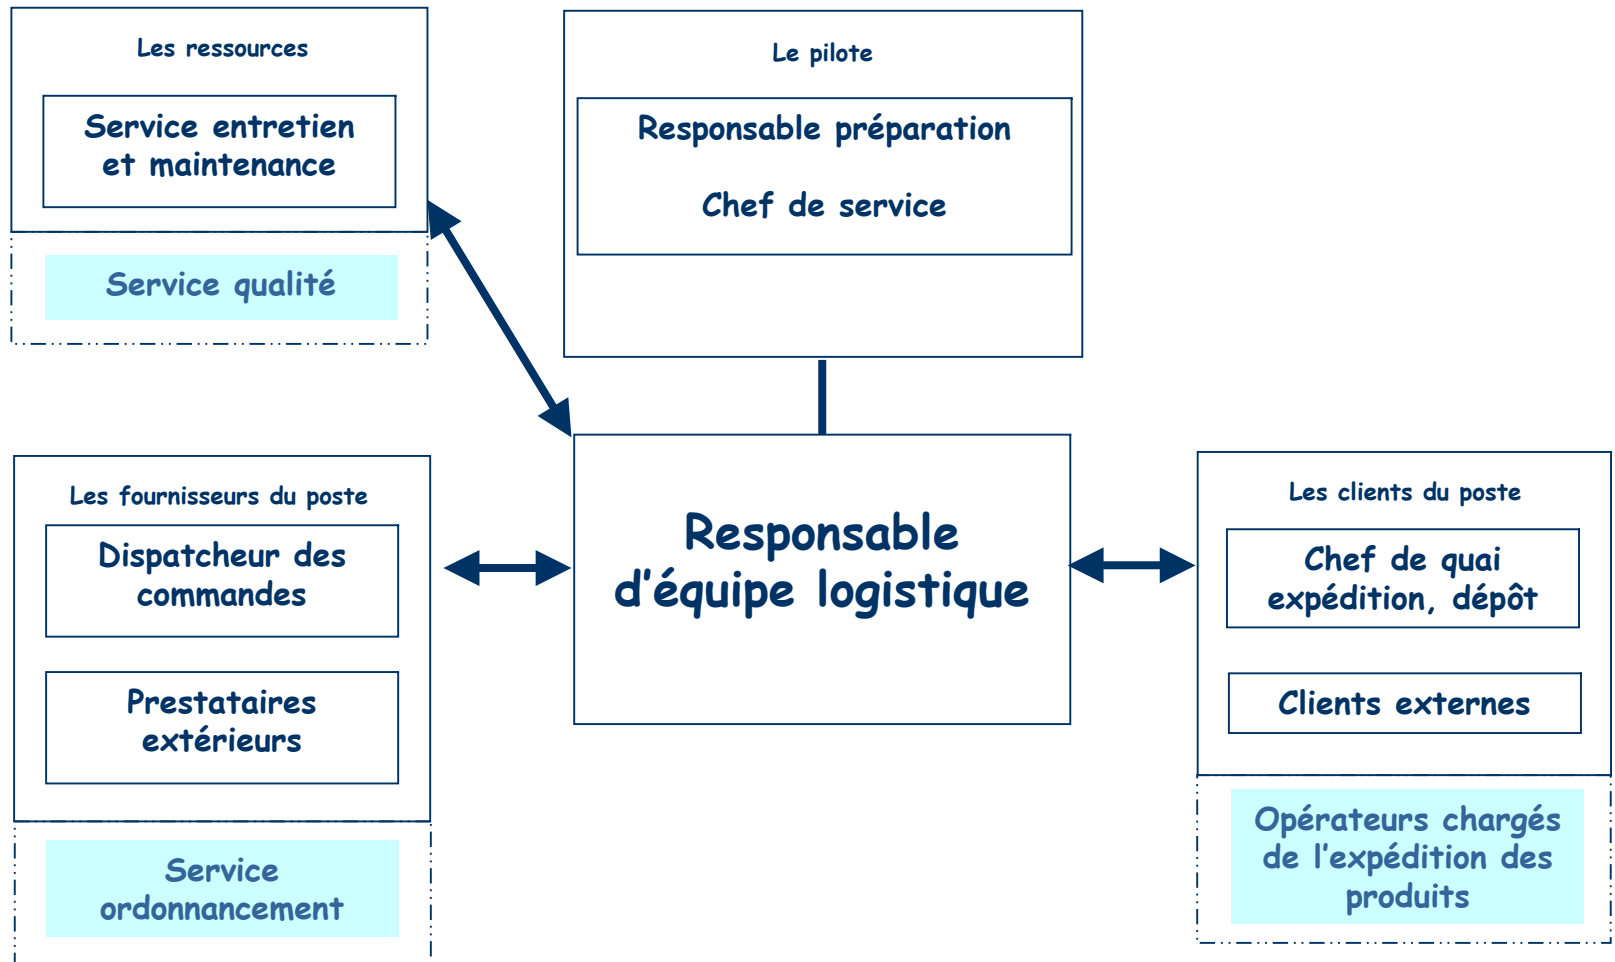 Les ressources
Service entretien
et maintenance
Service qualité
Le pilote
Responsable préparation
Chef de service
Les fournisseurs du poste
Dispatcheur des
commandes
Prestataires
extérieurs
Service
ordonnancement
Responsable
d'équipe logistique
Les clients du poste
Chef de quai
expédition, dépôt
Clients externes
Opérateurs chargés
de l'expédition des
produits